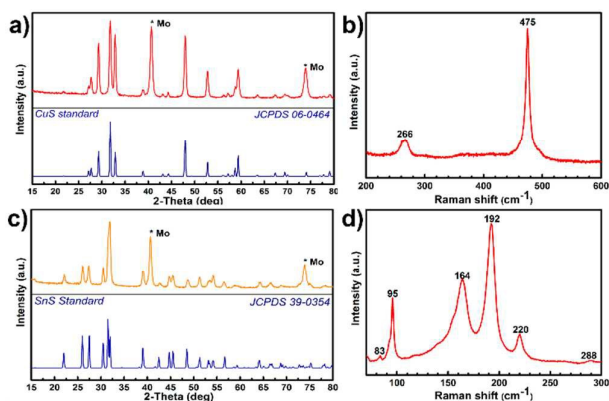 a)
* Mo
* Mo
Intensity (a.u.)
CuS standard
JCPDS 06-0464
15 20 25 30 35 40 45 50 55 60 65 70 75 80
2-Theta (deg)
b)
475
266
Intensity (a.u.)
200 300 400 500 600
Raman shift (cm-1)
c)
* Mo
* Mo
Intensity (a.u.)
SnS Standard
JCPDS 39-0354
15 20 25 30 35 40 45 50 55 60 65 70 75 80
2-Theta (deg)
d)
192
164
95
220
83
288
Intensity (a.u.)
100 150 200 250 300
Raman shift (cm-1)